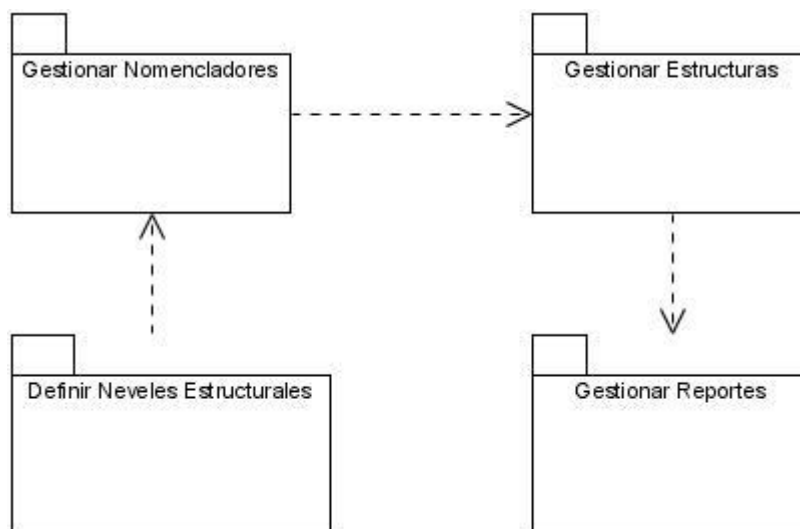 Gestionar Nomencladores
Gestionar Estructuras
Definir Neveles Estructurales
Gestionar Reportes